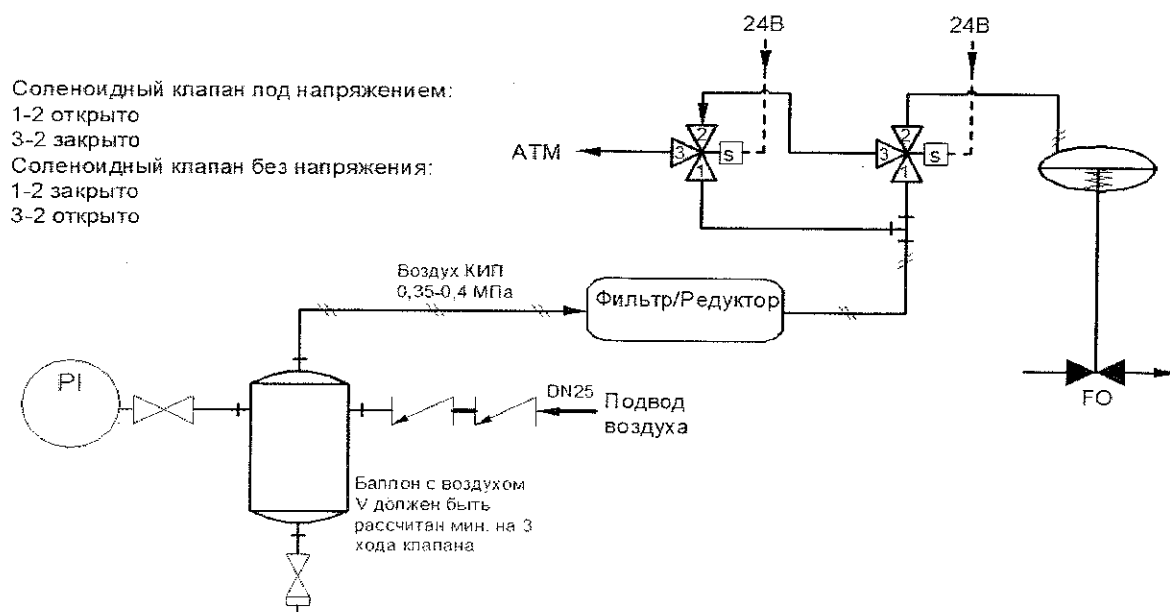 24В
24В
Соленоидный клапан под напряжением:
1-2 открыто
3-2 закрыто
Соленоидный клапан без напряжения:
1-2 закрыто
3-2 открыто
АТМ
2
3
1
S
2
3
1
S
Воздух КИП
0,35-0,4 МПа
Фильтр/Редуктор
PI
DN25
Подвод
воздуха
FO
Баллон с воздухом
V должен быть
рассчитан мин. на 3
хода клапана